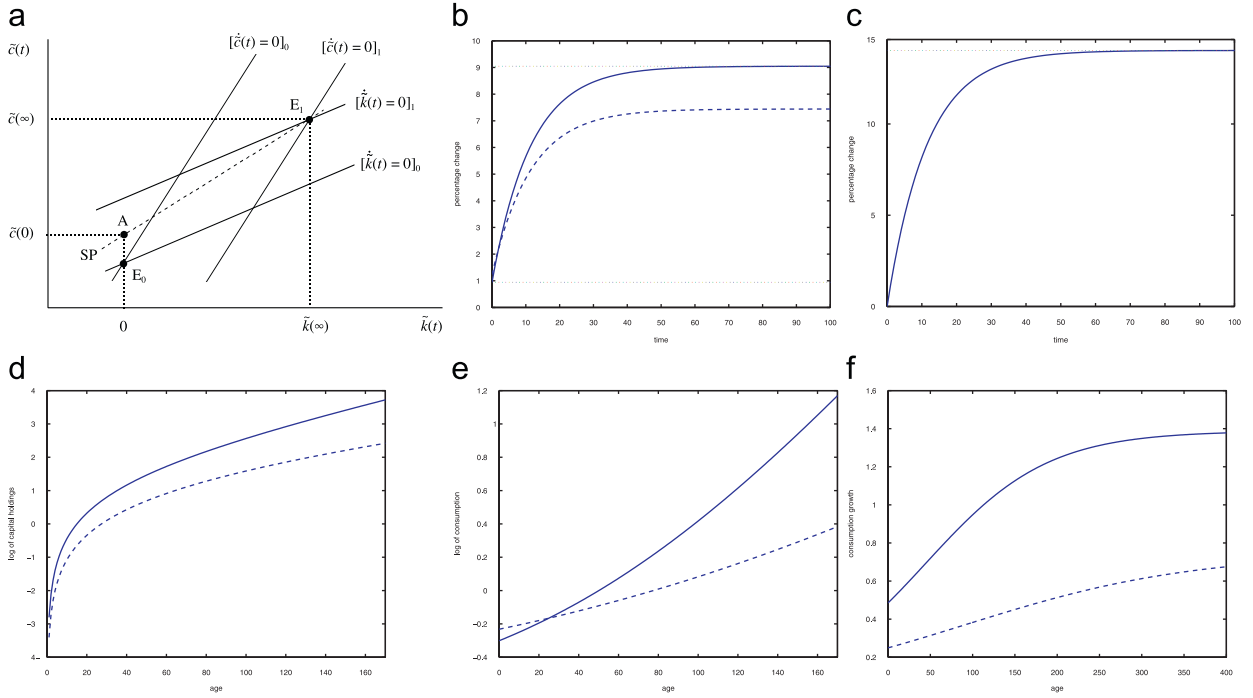 a
c̃(t)
[ċ̃(t) = 0]₀
[ċ̃(t) = 0]₁
E₁
[k̃̇(t) = 0]₁
c̃(∞)
[k̃̇(t) = 0]₀
A
c̃(0)
SP
E₀
0
k̃(∞)
k̃(t)
b
10
9
8
7
6
5
4
3
2
1
0
percentage change
0 10 20 30 40 50 60 70 80 90 100
time
c
15
10
5
0
percentage change
0 10 20 30 40 50 60 70 80 90 100
time
d
4
3
2
1
0
−1
−2
−3
4−
log of capital holdings
0 20 40 60 80 100 120 140 160
age
e
1.2
1
0.8
0.6
0.4
0.2
0
−0.2
−0.4
log of consumption
0 20 40 60 80 100 120 140 160
age
f
1.6
1.4
1.2
1
0.8
0.6
0.4
0.2
consumption growth
0 50 100 150 200 250 300 350 400
age